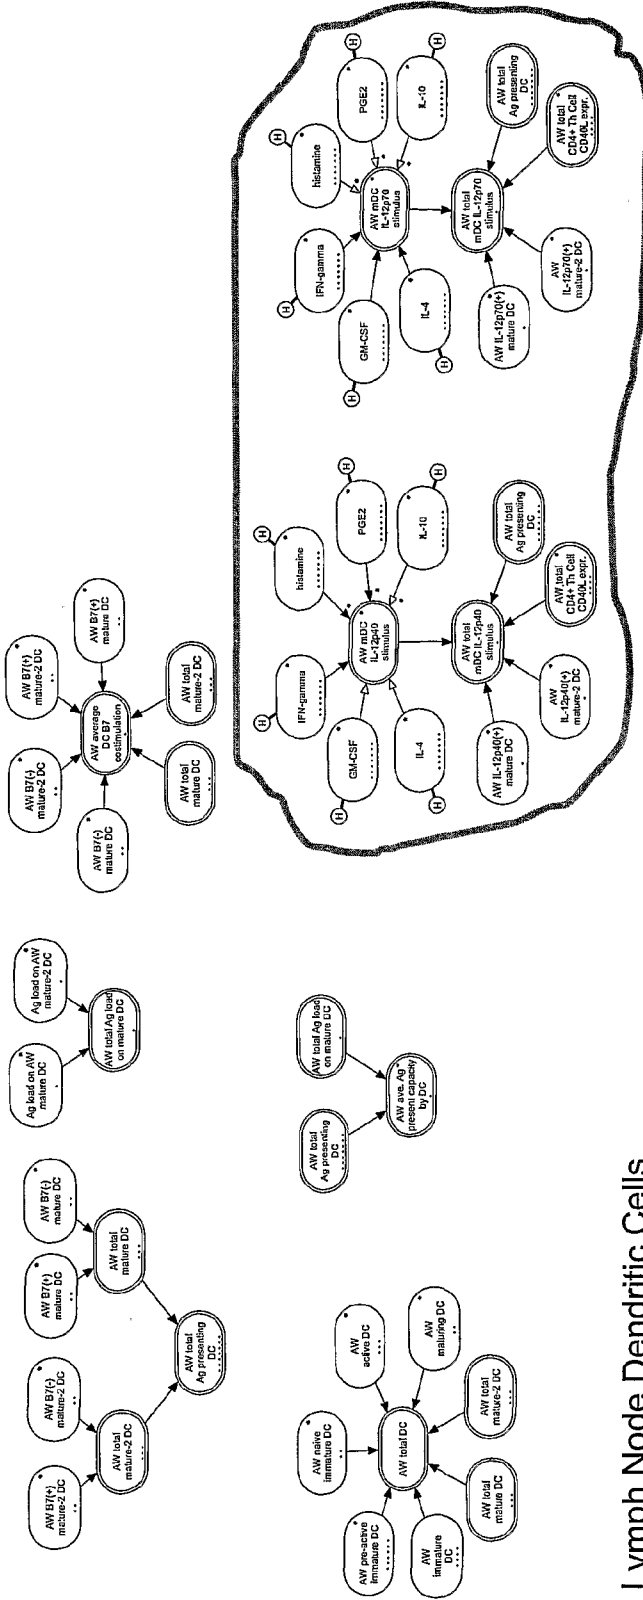 AW B7(+)
mature-2 DC
AW B7(-)
mature-2 DC
AW B7(+)
mature DC
AW B7(-)
mature DC
AW total
mature-2 DC
AW total
mature DC
AW total
Ag presenting
DC
Ag load on AW
mature DC
Ag load on AW
mature-2 DC
AW total Ag load
on mature DC
AW B7(-)
mature DC
AW B7(-)
mature-2 DC
AW B7(+)
mature-2 DC
AW B7(+)
mature DC
AW average
DC B7
costimulation
AW total
mature DC
AW total
mature-2 DC
AW pre-active
immature DC
AW naive
immature DC
AW
active DC
AW
maturing DC
AW total DC
AW
immature
DC
AW total
mature DC
AW total
mature-2 DC
AW total
Ag presenting
DC
AW total Ag load
on mature DC
AW ave. Ag
present capacity
by DC
H
GM-CSF
H
IFN-gamma
H
histamine
H
PGE2
H
IL-4
H
IL-10
AW mDC
IL-12p40
stimulus
AW IL-12p40(+)
mature DC
AW total
mDC IL-12p40
stimulus
AW total
Ag presenting
DC
AW
IL-12p40(+)
mature-2 DC
AW total
CD4+ Th Cell
CD40L expr.
H
GM-CSF
H
IFN-gamma
H
histamine
H
PGE2
H
IL-4
H
IL-10
AW mDC
IL-12p70
stimulus
AW IL-12p70(+)
mature DC
AW total
mDC IL-12p70
stimulus
AW total
Ag presenting
DC
AW
IL-12p70(+)
mature-2 DC
AW total
CD4+ Th Cell
CD40L expr.
Lymph Node Dendritic Cells